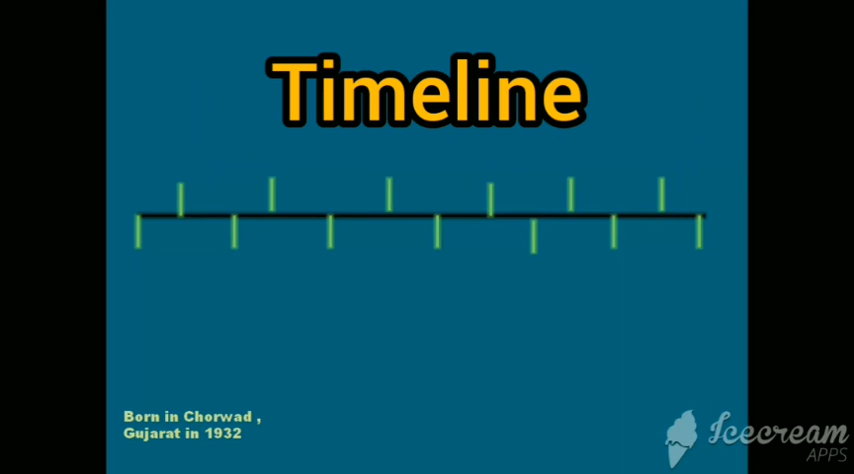 Timeline
Born in Chorwad ,
Gujarat in 1932
Icecream
APPS